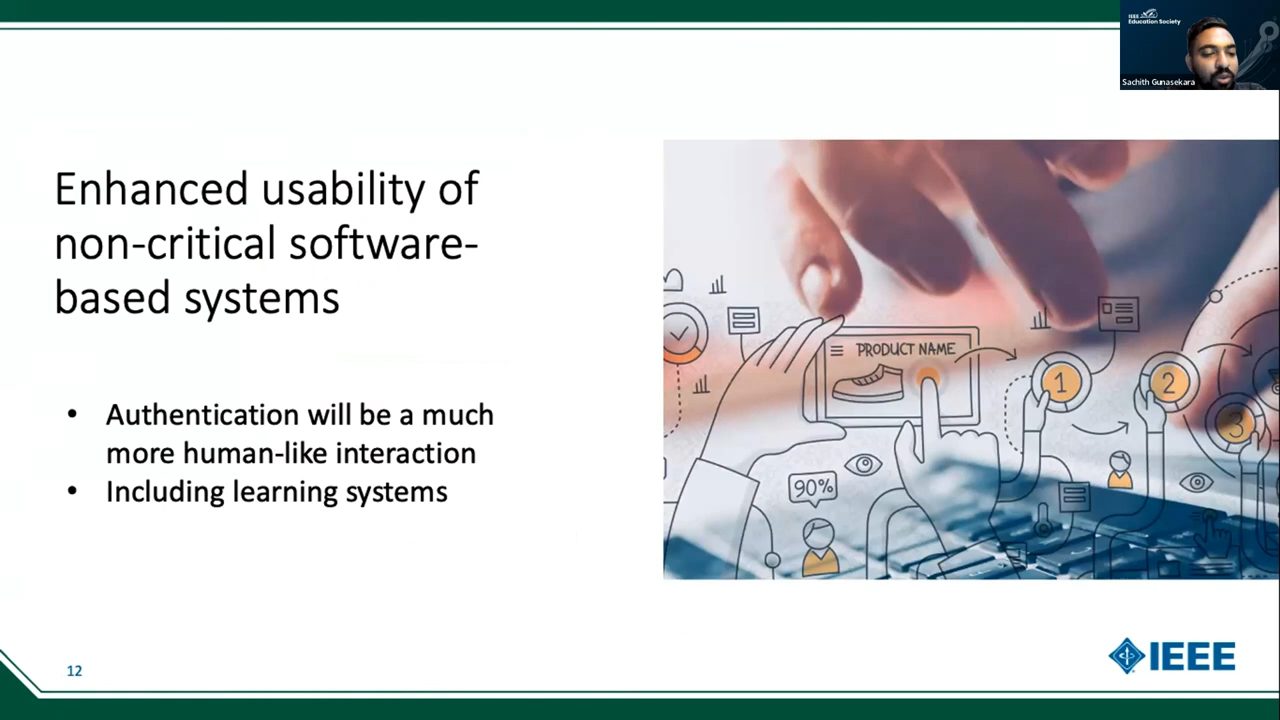 IEEE
Education Society
Sachith Gunasekara
Enhanced usability of
non-critical software-
based systems
• Authentication will be a much
more human-like interaction
• Including learning systems
PRODUCT NAME
1
2
3
90%
12
IEEE